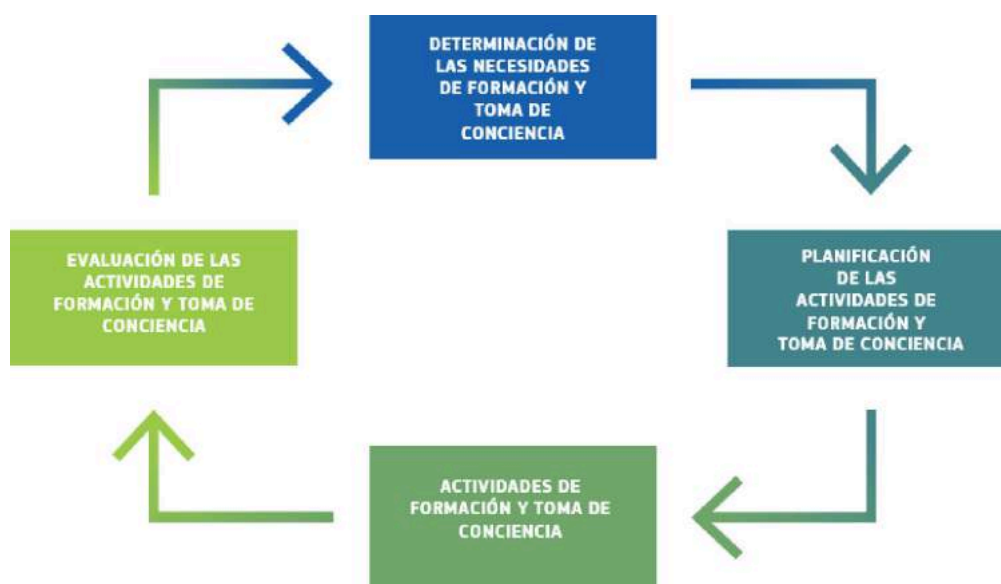 DETERMINACIÓN DE
LAS NECESIDADES
DE FORMACIÓN Y
TOMA DE
CONCIENCIA
PLANIFICACIÓN
DE LAS
ACTIVIDADES DE
FORMACIÓN Y
TOMA DE CONCIENCIA
ACTIVIDADES DE
FORMACIÓN Y TOMA DE
CONCIENCIA
EVALUACIÓN DE LAS
ACTIVIDADES DE
FORMACIÓN Y TOMA DE
CONCIENCIA